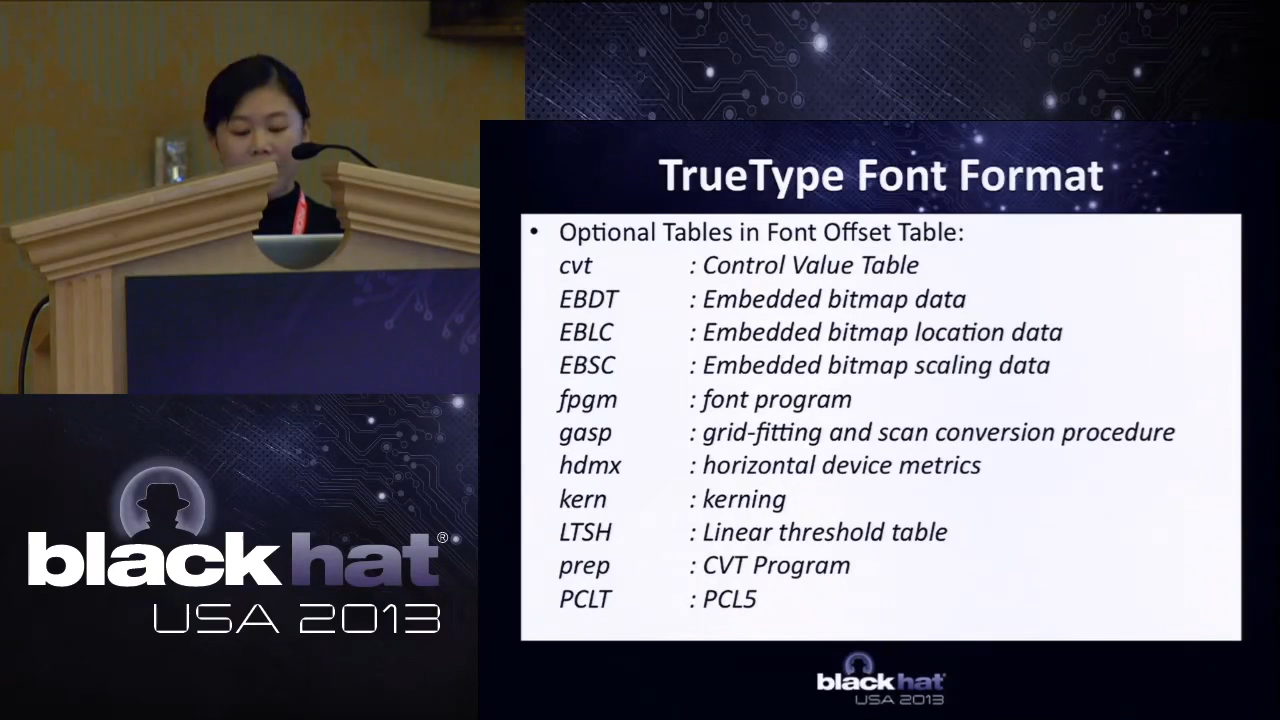 TrueType Font Format
• Optional Tables in Font Offset Table:
cvt : Control Value Table
EBDT : Embedded bitmap data
EBLC : Embedded bitmap location data
EBSC : Embedded bitmap scaling data
fpgm : font program
gasp : grid-fitting and scan conversion procedure
hdmx : horizontal device metrics
kern : kerning
LTSH : Linear threshold table
prep : CVT Program
PCLT : PCL5
black hat®
USA 2013
black hat
USA 2013